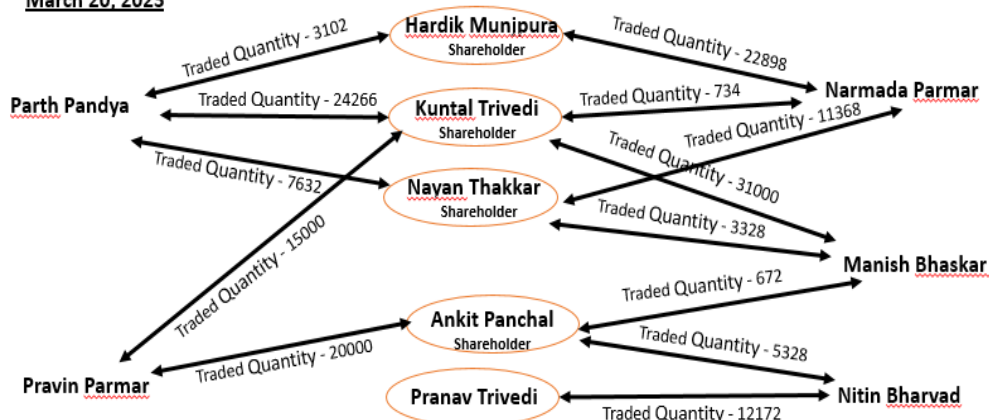 March 20, 2023
Hardik Munjpura
Shareholder
Traded Quantity - 3102
Traded Quantity - 22898
Parth Pandya
Traded Quantity - 24266
Kuntal Trivedi
Shareholder
Traded Quantity - 734
Narmada Parmar
Traded Quantity - 11368
Traded Quantity - 31000
Traded Quantity - 7632
Nayan Thakkar
Shareholder
Traded Quantity - 3328
Traded Quantity - 15000
Manish Bhaskar
Traded Quantity - 672
Ankit Panchal
Shareholder
Traded Quantity - 5328
Traded Quantity - 20000
Pravin Parmar
Pranav Trivedi
Nitin Bharvad
Traded Quantity - 12172